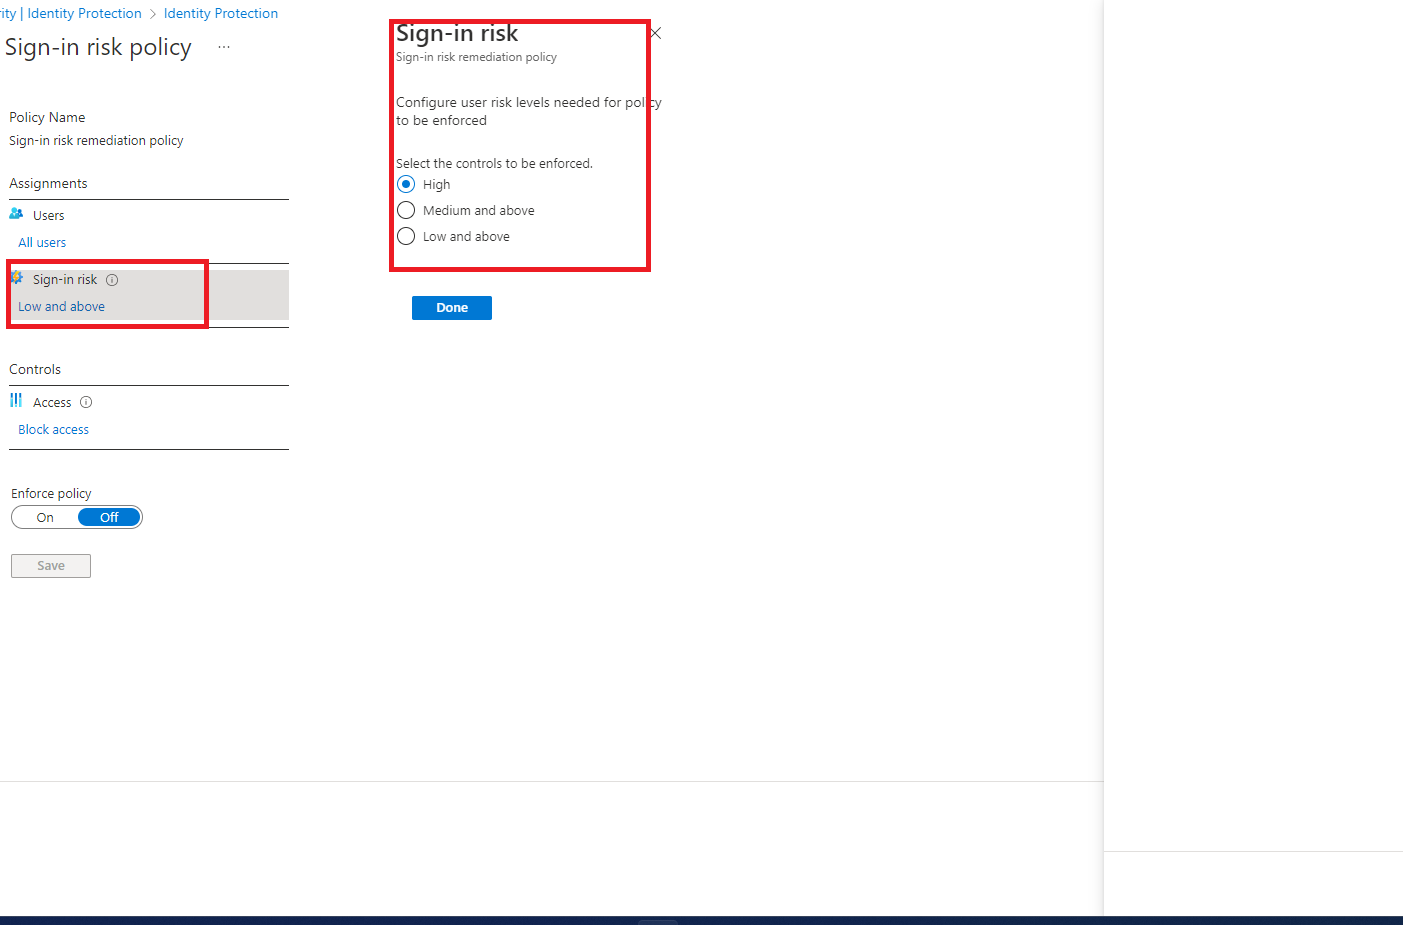 rity | Identity Protection > Identity Protection
Sign-in risk policy ...
Policy Name
Sign-in risk remediation policy
Assignments
Users
All users
Sign-in risk
Low and above
Controls
Access
Block access
Enforce policy
On Off
Save
Sign-in risk
Sign-in risk remediation policy
Configure user risk levels needed for policy
to be enforced
Select the controls to be enforced.
High
Medium and above
Low and above
Done